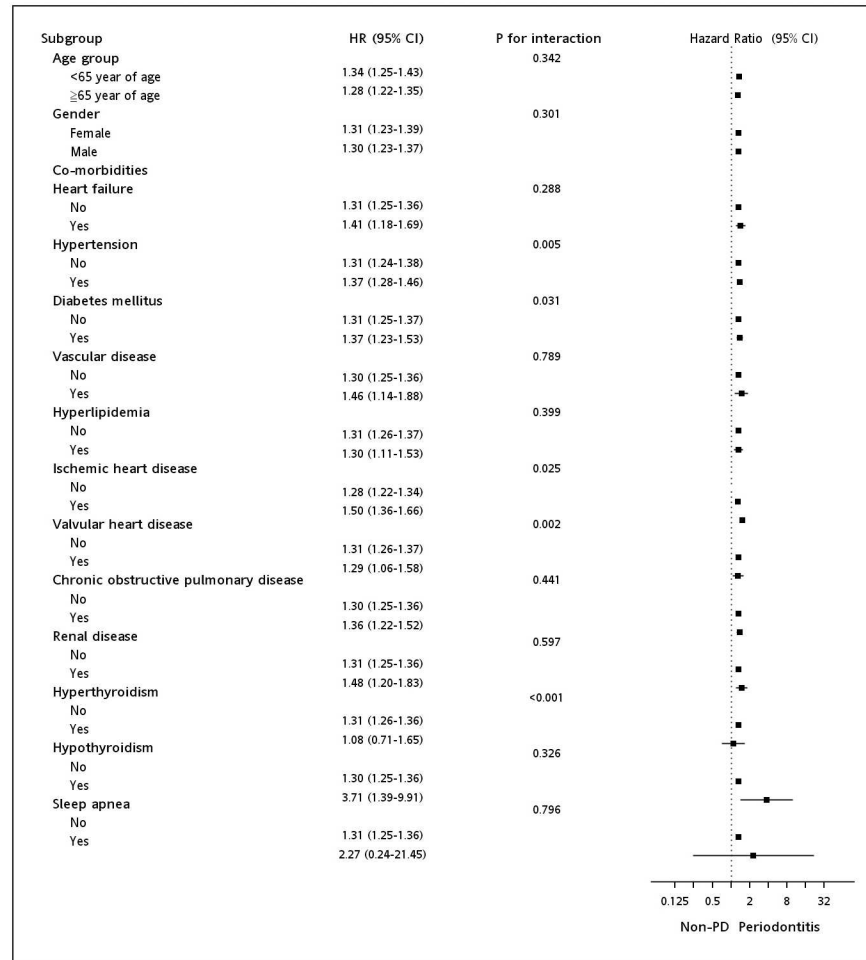 Subgroup HR (95% CI) P for interaction Hazard Ratio (95% CI)
Age group 0.342
<65 year of age 1.34 (1.25-1.43)
≧65 year of age 1.28 (1.22-1.35)
Gender 0.301
Female 1.31 (1.23-1.39)
Male 1.30 (1.23-1.37)
Co-morbidities
Heart failure 0.288
No 1.31 (1.25-1.36)
Yes 1.41 (1.18-1.69)
Hypertension 0.005
No 1.31 (1.24-1.38)
Yes 1.37 (1.28-1.46)
Diabetes mellitus 0.031
No 1.31 (1.25-1.37)
Yes 1.37 (1.23-1.53)
Vascular disease 0.789
No 1.30 (1.25-1.36)
Yes 1.46 (1.14-1.88)
Hyperlipidemia 0.399
No 1.31 (1.26-1.37)
Yes 1.30 (1.11-1.53)
Ischemic heart disease 0.025
No 1.28 (1.22-1.34)
Yes 1.50 (1.36-1.66)
Valvular heart disease 0.002
No 1.31 (1.26-1.37)
Yes 1.29 (1.06-1.58)
Chronic obstructive pulmonary disease 0.441
No 1.30 (1.25-1.36)
Yes 1.36 (1.22-1.52)
Renal disease 0.597
No 1.31 (1.25-1.36)
Yes 1.48 (1.20-1.83)
Hyperthyroidism <0.001
No 1.31 (1.26-1.36)
Yes 1.08 (0.71-1.65)
Hypothyroidism 0.326
No 1.30 (1.25-1.36)
Yes 3.71 (1.39-9.91)
Sleep apnea 0.796
No 1.31 (1.25-1.36)
Yes 2.27 (0.24-21.45)
0.125 0.5 2 8 32
Non-PD Periodontitis